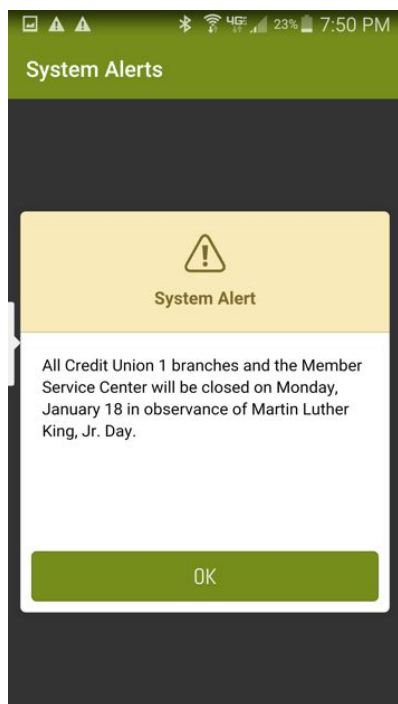 4G 23% 7:50 PM
System Alerts
System Alert
All Credit Union 1 branches and the Member
Service Center will be closed on Monday,
January 18 in observance of Martin Luther
King, Jr. Day.
OK